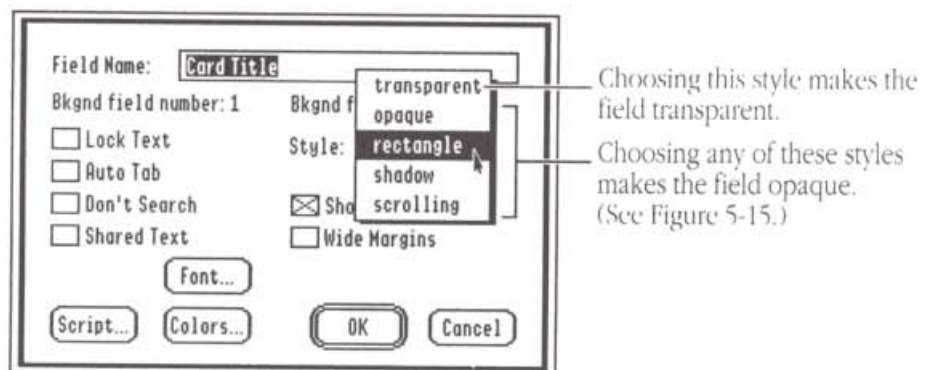 Field Name: Card Title
Bkgnd field number: 1
Bkgnd f
Lock Text
Style:
Auto Tab
Don't Search
Sho
Shared Text
Wide Margins
transparent
opaque
rectangle
shadow
scrolling
Font...
Script...
Colors...
OK
Cancel
Choosing this style makes the
field transparent.
Choosing any of these styles
makes the field opaque.
(See Figure 5-15.)